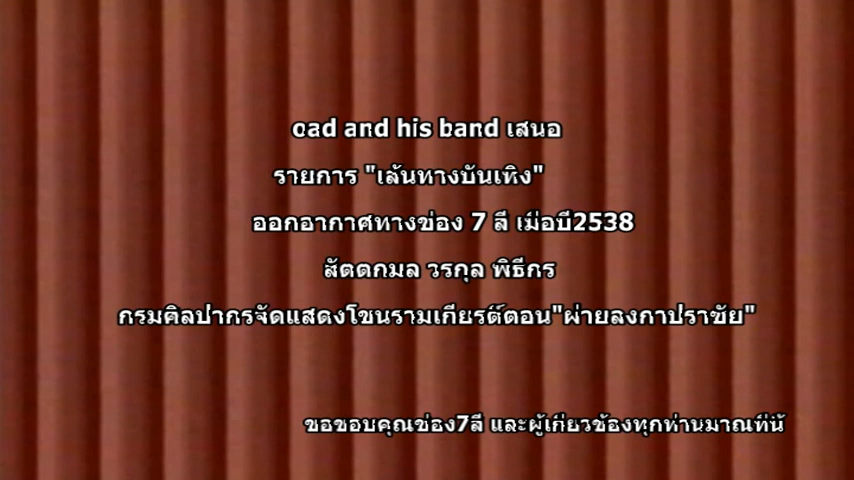 oad and his band เสนอ
รายการ "เส้นทางบันเทิง"
ออกอากาศทางช่อง 7 สี เมื่อปี2538
สัตตกมล วรกุล พิธีกร
กรมศิลปากรจัดแสดงโขนรามเกียรติ์ตอน"ผ่ายลงกาปราชัย"
ขอขอบคุณช่อง7สี และผู้เกี่ยวข้องทุกท่านมาณที่นี้